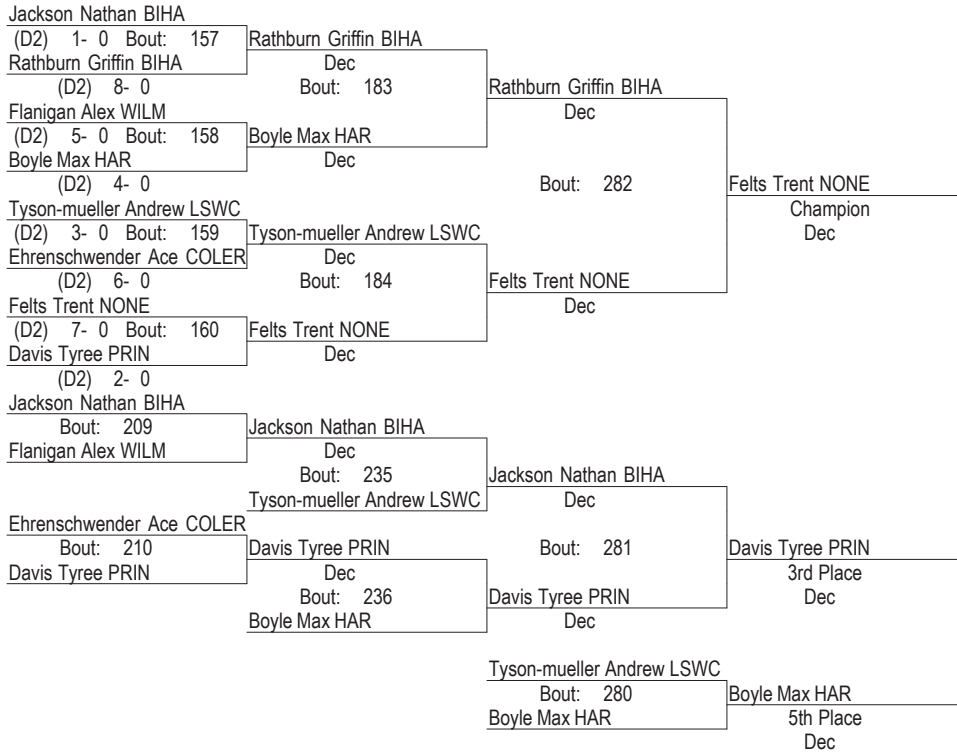 Jackson Nathan BIHA
(D2) 1- 0 Bout: 157
Rathburn Griffin BIHA
Rathburn Griffin BIHA
Dec
(D2) 8- 0
Bout: 183
Rathburn Griffin BIHA
Flanigan Alex WILM
Dec
(D2) 5- 0 Bout: 158
Boyle Max HAR
Boyle Max HAR
Dec
(D2) 4- 0
Bout: 282
Felts Trent NONE
Tyson-mueller Andrew LSWC
Champion
(D2) 3- 0 Bout: 159
Tyson-mueller Andrew LSWC
Dec
Ehrenschwender Ace COLER
Dec
(D2) 6- 0
Bout: 184
Felts Trent NONE
Felts Trent NONE
Dec
(D2) 7- 0 Bout: 160
Felts Trent NONE
Davis Tyree PRIN
Dec
(D2) 2- 0
Jackson Nathan BIHA
Bout: 209
Jackson Nathan BIHA
Flanigan Alex WILM
Dec
Bout: 235
Jackson Nathan BIHA
Tyson-mueller Andrew LSWC
Dec
Ehrenschwender Ace COLER
Bout: 210
Davis Tyree PRIN
Bout: 281
Davis Tyree PRIN
Davis Tyree PRIN
Dec
3rd Place
Bout: 236
Davis Tyree PRIN
Dec
Boyle Max HAR
Dec
Tyson-mueller Andrew LSWC
Bout: 280
Boyle Max HAR
Boyle Max HAR
5th Place
Dec